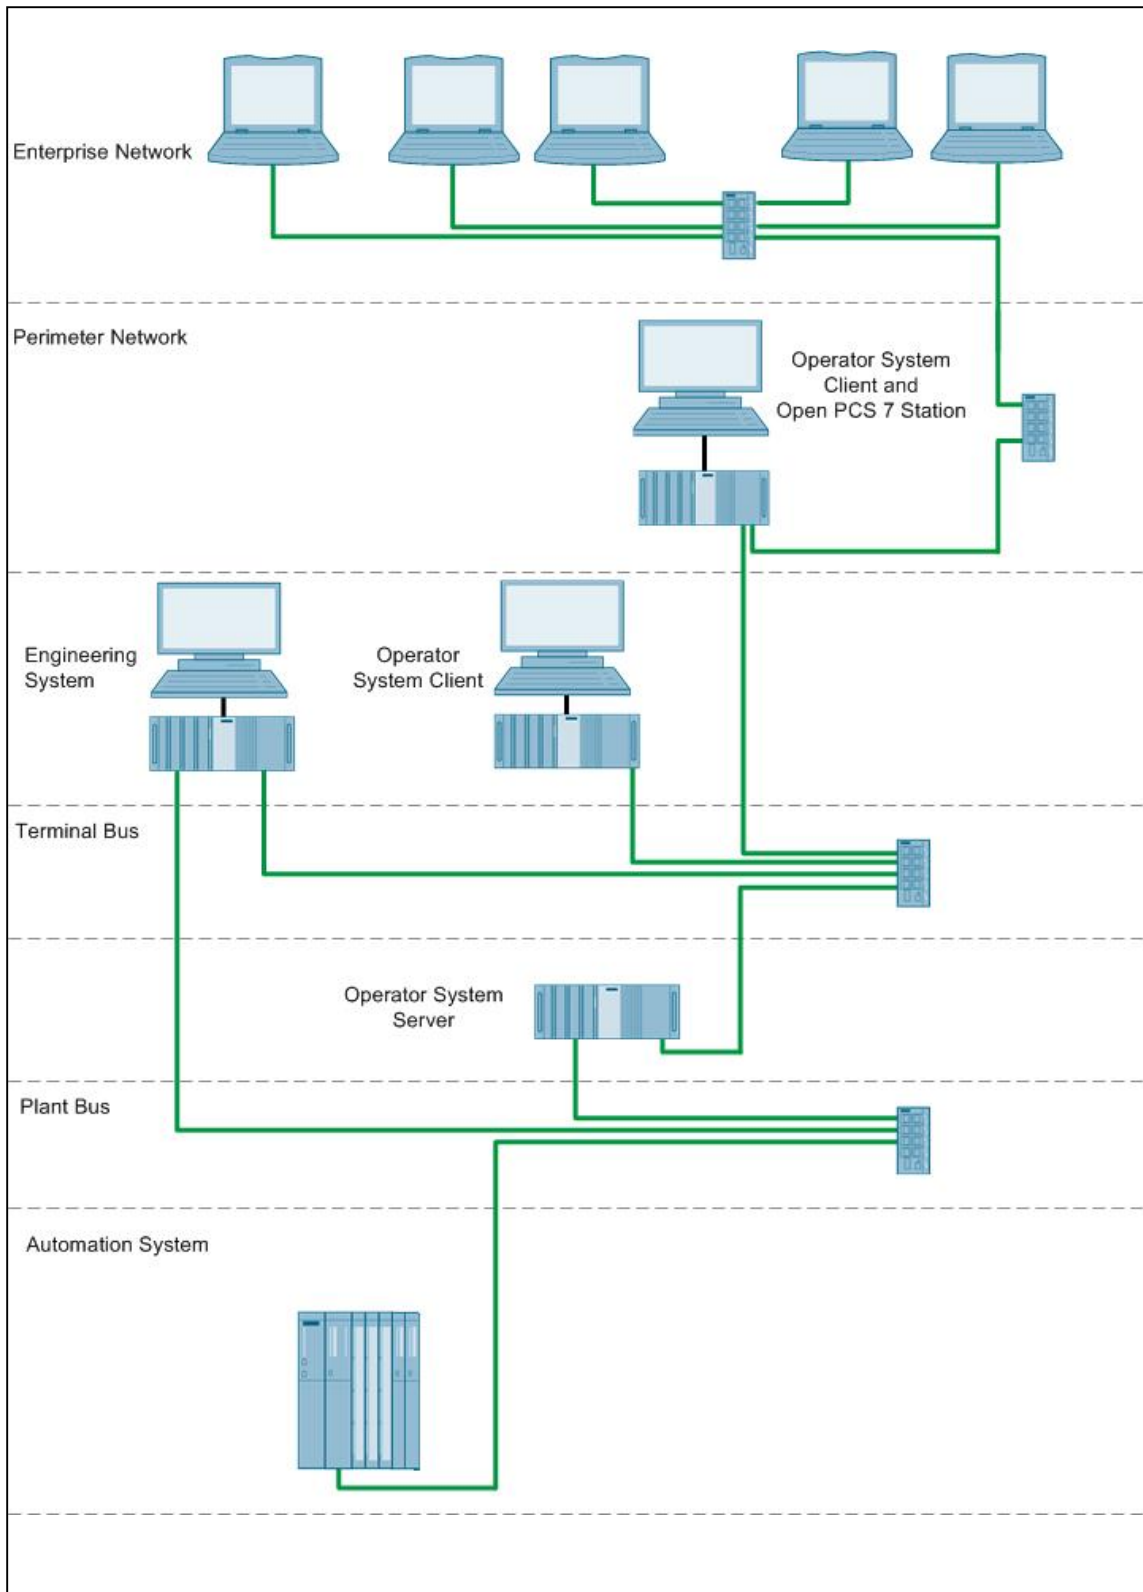 Enterprise Network
Perimeter Network
Operator System
Client and
Open PCS 7 Station
Engineering
System
Operator
System Client
Terminal Bus
Operator System
Server
Plant Bus
Automation System